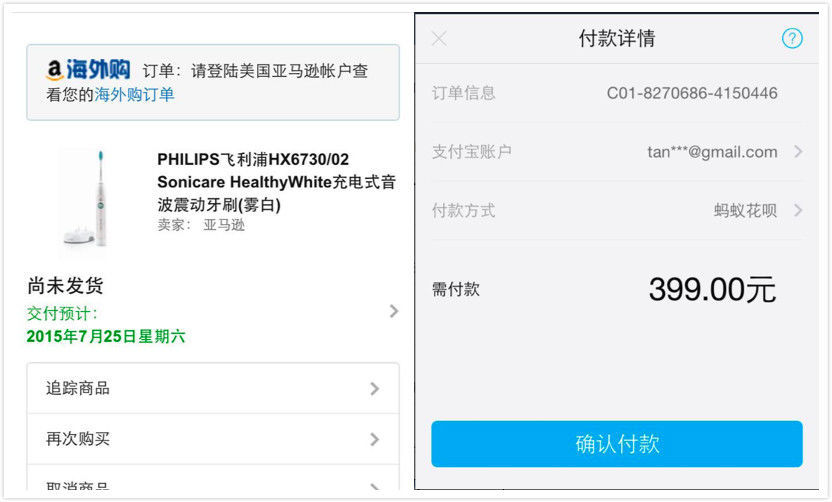 a海外购 订单：请登陆美国亚马逊帐户查
看您的海外购订单
PHILIPS飞利浦HX6730/02
Sonicare HealthyWhite充电式音
波震动牙刷(雾白)
卖家： 亚马逊
尚未发货
交付预计：
2015年7月25日星期六
追踪商品
再次购买
取消商品
付款详情
?
订单信息 C01-8270686-4150446
支付宝账户 tan***@gmail.com
付款方式 蚂蚁花呗
需付款 399.00元
确认付款